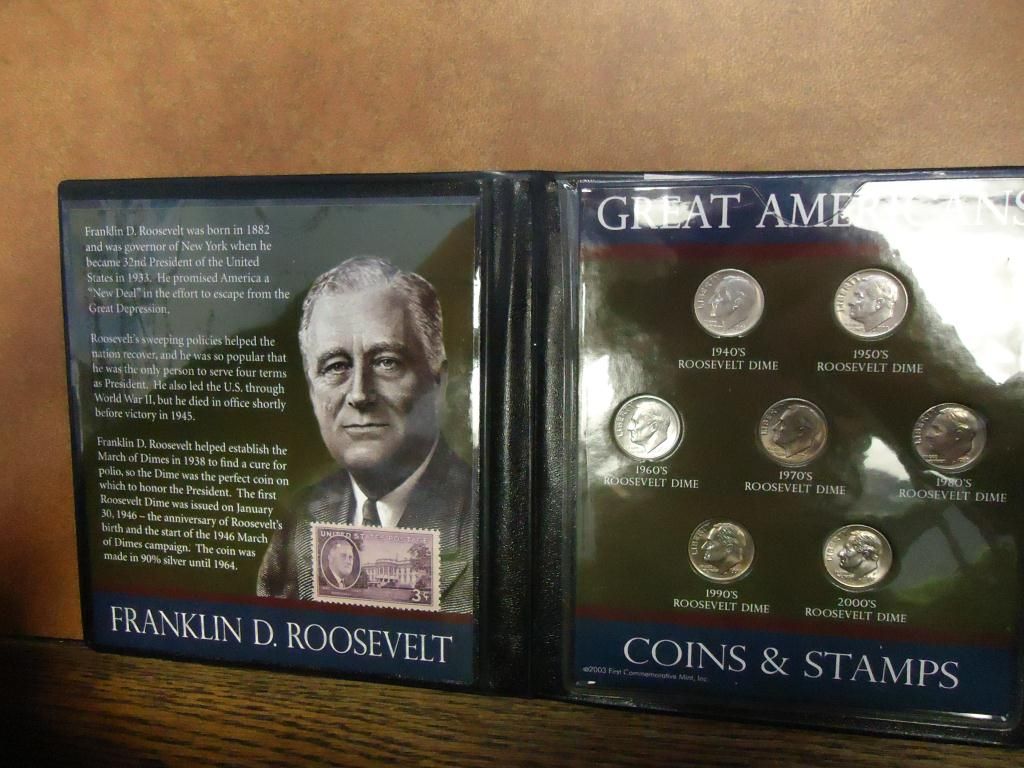 Franklin D. Roosevelt was born in 1882
and was governor of New York when he
became 32nd President of the United
States in 1933. He promised America a
"New Deal" in the effort to escape from the
Great Depression.
Roosevelt's sweeping policies helped the
nation recover, and he was so popular that
he was the only person to serve four terms
as President. He also led the U.S. through
World War II, but he died in office shortly
before victory in 1945.
Franklin D. Roosevelt helped establish the
March of Dimes in 1938 to find a cure for
polio, so the Dime was the perfect coin on
which to honor the President. The first
Roosevelt Dime was issued on January
30, 1946 – the anniversary of Roosevelt's
birth and the start of the 1946 March
of Dimes campaign. The coin was
made in 90% silver until 1964.
UNITED STATES POSTAGE
3¢
FRANKLIN D. ROOSEVELT
GREAT AMERICANS
1940'S
ROOSEVELT DIME
1950'S
ROOSEVELT DIME
1960'S
ROOSEVELT DIME
1970'S
ROOSEVELT DIME
1980'S
ROOSEVELT DIME
1990'S
ROOSEVELT DIME
2000'S
ROOSEVELT DIME
COINS & STAMPS
©2003 First Commemorative Mint, Inc.